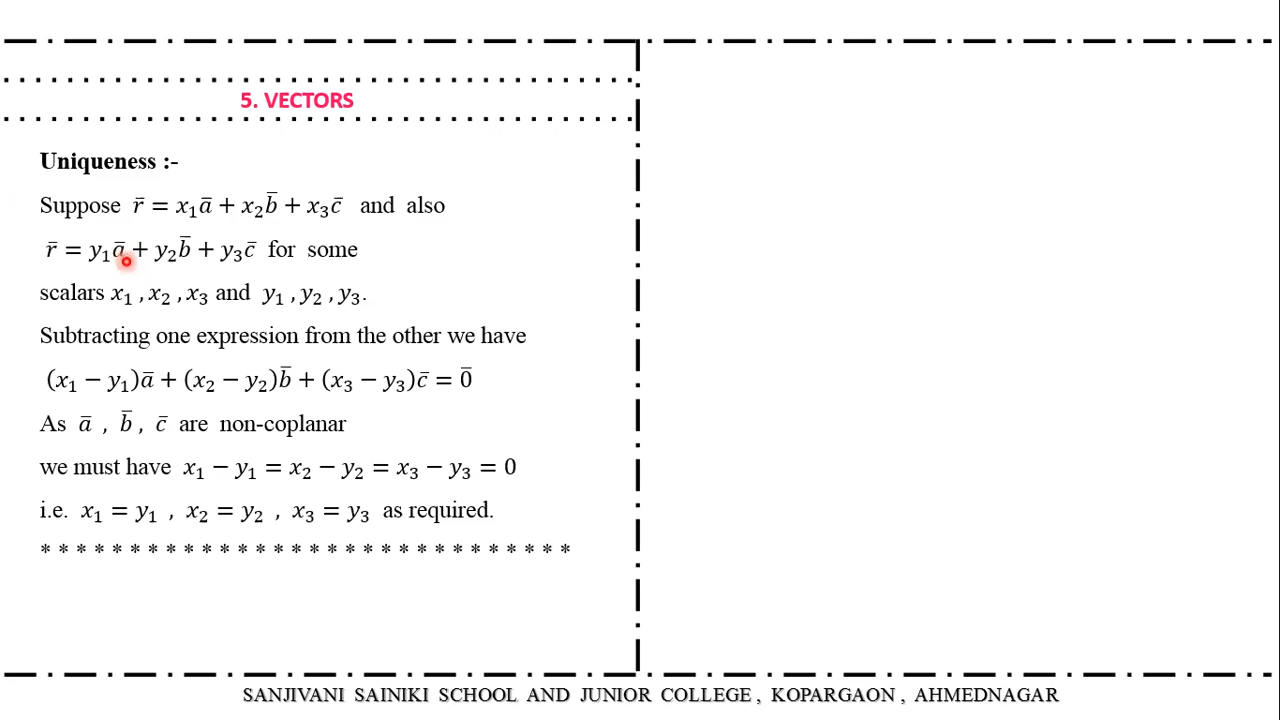 5. VECTORS
Uniqueness :-
Suppose r̄ = x₁ā + x₂b̄ + x₃c̄ and also
r̄ = y₁ā + y₂b̄ + y₃c̄ for some
scalars x₁ , x₂ , x₃ and y₁ , y₂ , y₃.
Subtracting one expression from the other we have
(x₁ − y₁)ā + (x₂ − y₂)b̄ + (x₃ − y₃)c̄ = 0̄
As ā , b̄ , c̄ are non-coplanar
we must have x₁ − y₁ = x₂ − y₂ = x₃ − y₃ = 0
i.e. x₁ = y₁ , x₂ = y₂ , x₃ = y₃ as required.
* * * * * * * * * * * * * * * * * * * * * * * * * * * * * *
SANJIVANI SAINIKI SCHOOL AND JUNIOR COLLEGE , KOPARGAON , AHMEDNAGAR